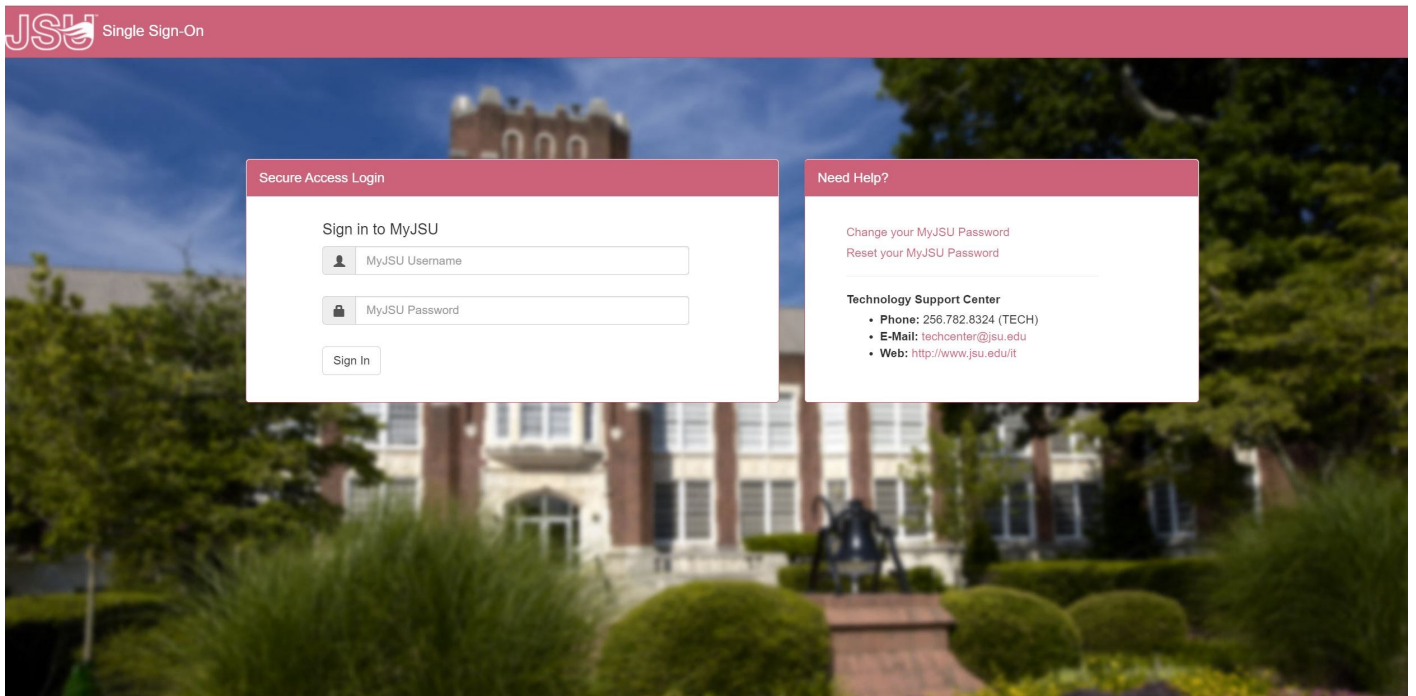 JSU Single Sign-On
Secure Access Login
Sign in to MyJSU
MyJSU Username
MyJSU Password
Sign In
Need Help?
Change your MyJSU Password
Reset your MyJSU Password
Technology Support Center
• Phone: 256.782.8324 (TECH)
• E-Mail: techcenter@jsu.edu
• Web: http://www.jsu.edu/it